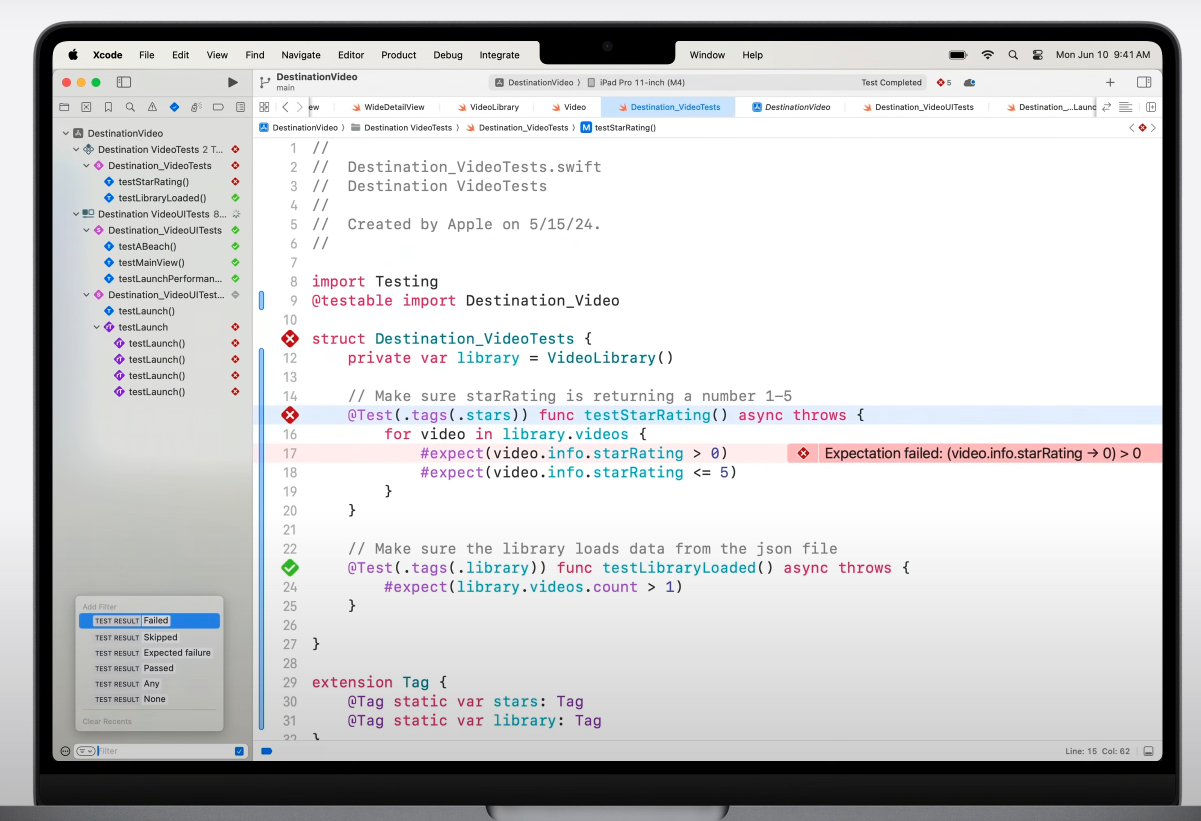 Xcode File Edit View Find Navigate Editor Product Debug Integrate Window Help Mon Jun 10 9:41 AM
DestinationVideo
main
DestinationVideo iPad Pro 11-inch (M4) Test Completed 5
ew WideDetailView VideoLibrary Video Destination_VideoTests DestinationVideo Destination_VideoUITests Destination_...Launc
DestinationVideo Destination VideoTests Destination_VideoTests M testStarRating()
DestinationVideo
Destination VideoTests 2 T...
Destination_VideoTests
testStarRating()
testLibraryLoaded()
Destination VideoUITests 8...
Destination_VideoUITests
testABeach()
testMainView()
testLaunchPerforman...
Destination_VideoUITest...
testLaunch()
testLaunch
testLaunch()
testLaunch()
testLaunch()
testLaunch()
Add Filter
TEST RESULT Failed
TEST RESULT Skipped
TEST RESULT Expected failure
TEST RESULT Passed
TEST RESULT Any
TEST RESULT None
Clear Recents
Filter
1 //
2 // Destination_VideoTests.swift
3 // Destination VideoTests
4 //
5 // Created by Apple on 5/15/24.
6 //
7
8 import Testing
9 @testable import Destination_Video
10
struct Destination_VideoTests {
12 private var library = VideoLibrary()
13
14 // Make sure starRating is returning a number 1–5
@Test(.tags(.stars)) func testStarRating() async throws {
16 for video in library.videos {
17 #expect(video.info.starRating > 0) Expectation failed: (video.info.starRating → 0) > 0
18 #expect(video.info.starRating <= 5)
19 }
20 }
21
22 // Make sure the library loads data from the json file
@Test(.tags(.library)) func testLibraryLoaded() async throws {
24 #expect(library.videos.count > 1)
25 }
26
27 }
28
29 extension Tag {
30 @Tag static var stars: Tag
31 @Tag static var library: Tag
32 }
Line: 15 Col: 62